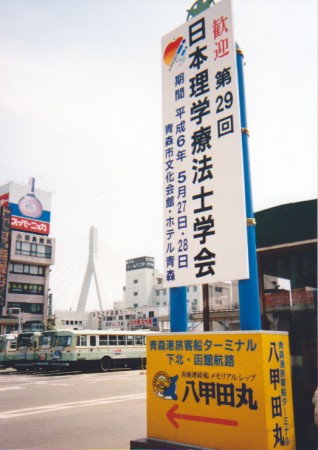 歓迎
第29回
日本理学療法士学会
期間 平成6年 5月27日・28日
青森市文化会館・ホテル青森
スーパーニッカ
青森港旅客船ターミナル
下北・函館航路
青函連絡船メモリアルシップ
八甲田丸
八甲田丸